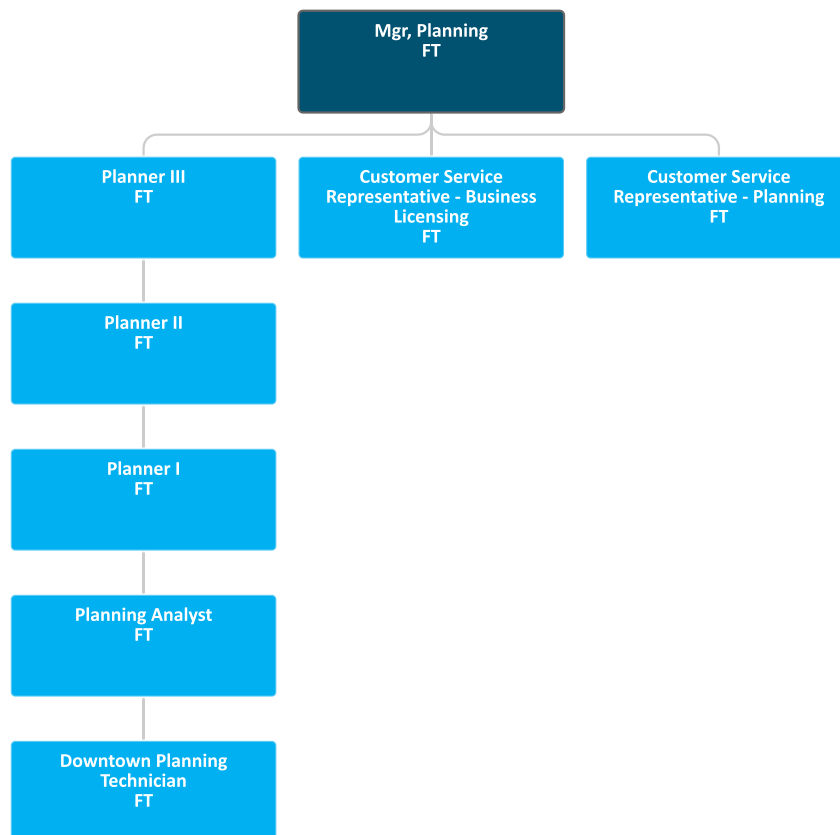 Mgr, Planning
FT
Planner III
FT
Customer Service
Representative - Business
Licensing
FT
Customer Service
Representative - Planning
FT
Planner II
FT
Planner I
FT
Planning Analyst
FT
Downtown Planning
Technician
FT